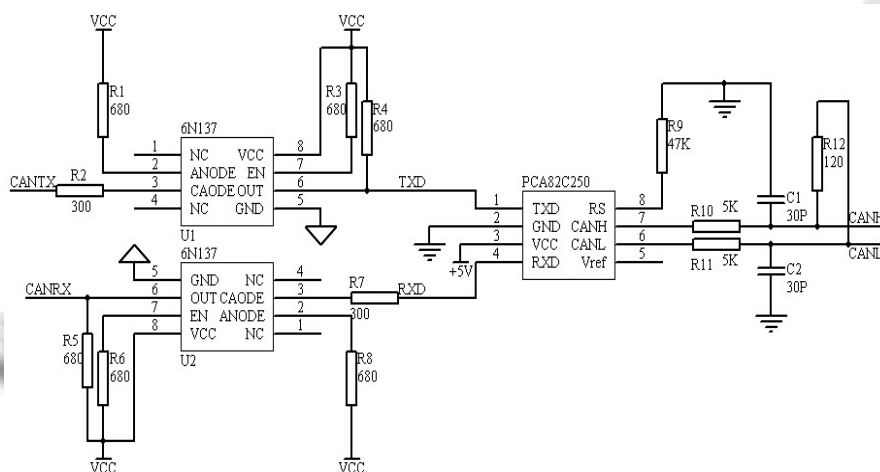 VCC
VCC
R1
680
R3
680
R4
680
6N137
1 NC VCC 8
2 ANODE EN 7
3 CAODE OUT 6
4 NC GND 5
U1
CANTX
R2
300
TXD
R9
47K
PCA82C250
1 TXD RS 8
2 GND CANH 7
3 VCC CANL 6
4 RXD Vref 5
+5V
R10 5K
R11 5K
C1
30P
C2
30P
R12
120
CANH
CANL
6N137
5 GND NC 4
6 OUT CAODE 3
7 EN ANODE 2
8 VCC NC 1
U2
CANRX
R7
300
RXD
R5
680
R6
680
R8
680
VCC
VCC